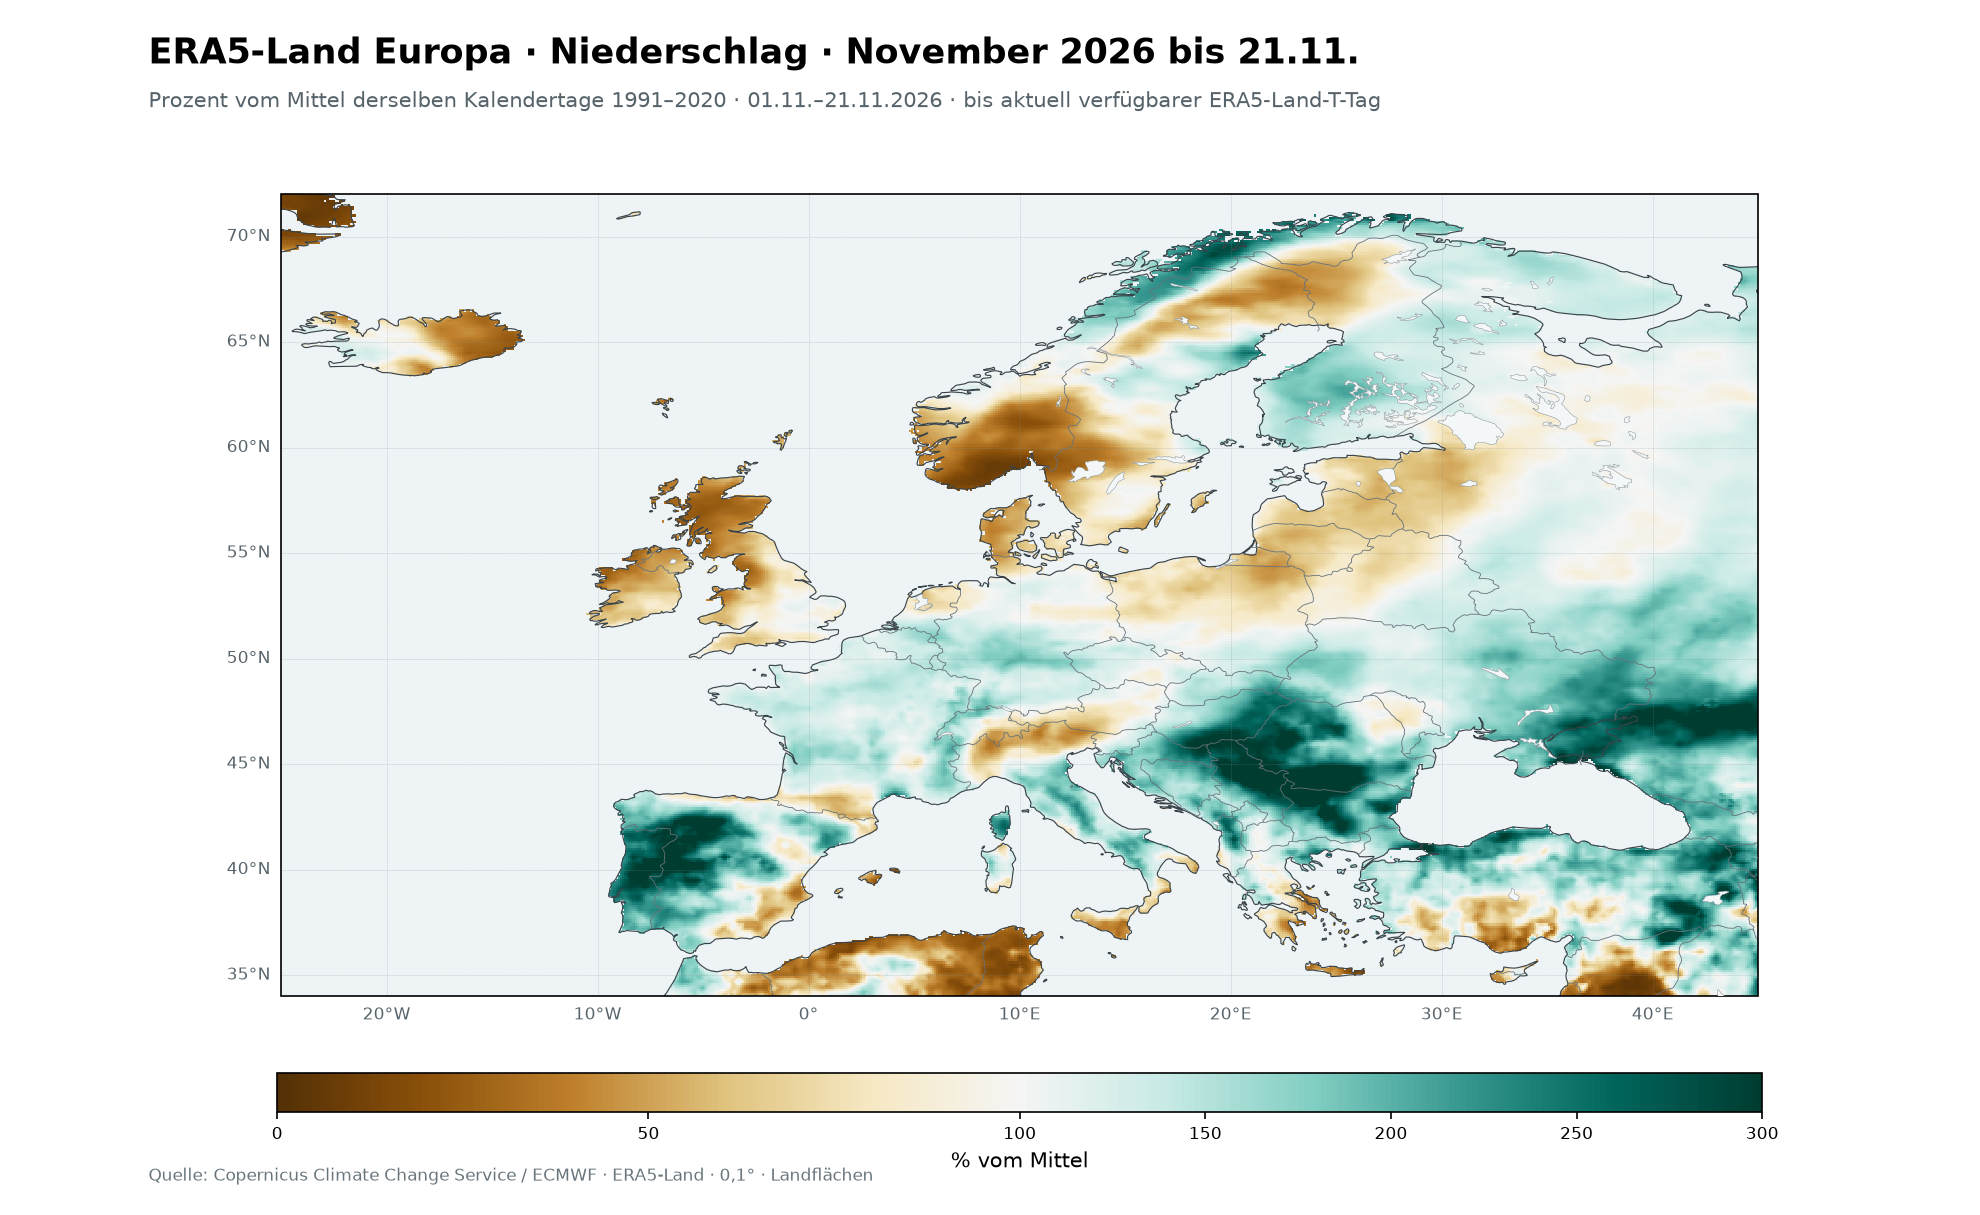 ERA5-Land Europa · Niederschlag · November 2026 bis 21.11.
Prozent vom Mittel derselben Kalendertage 1991–2020 · 01.11.–21.11.2026 · bis aktuell verfügbarer ERA5-Land-T-Tag
70°N
65°N
60°N
55°N
50°N
45°N
40°N
35°N
20°W 10°W 0° 10°E 20°E 30°E 40°E
0 50 100 150 200 250 300
% vom Mittel
Quelle: Copernicus Climate Change Service / ECMWF · ERA5-Land · 0,1° · Landflächen